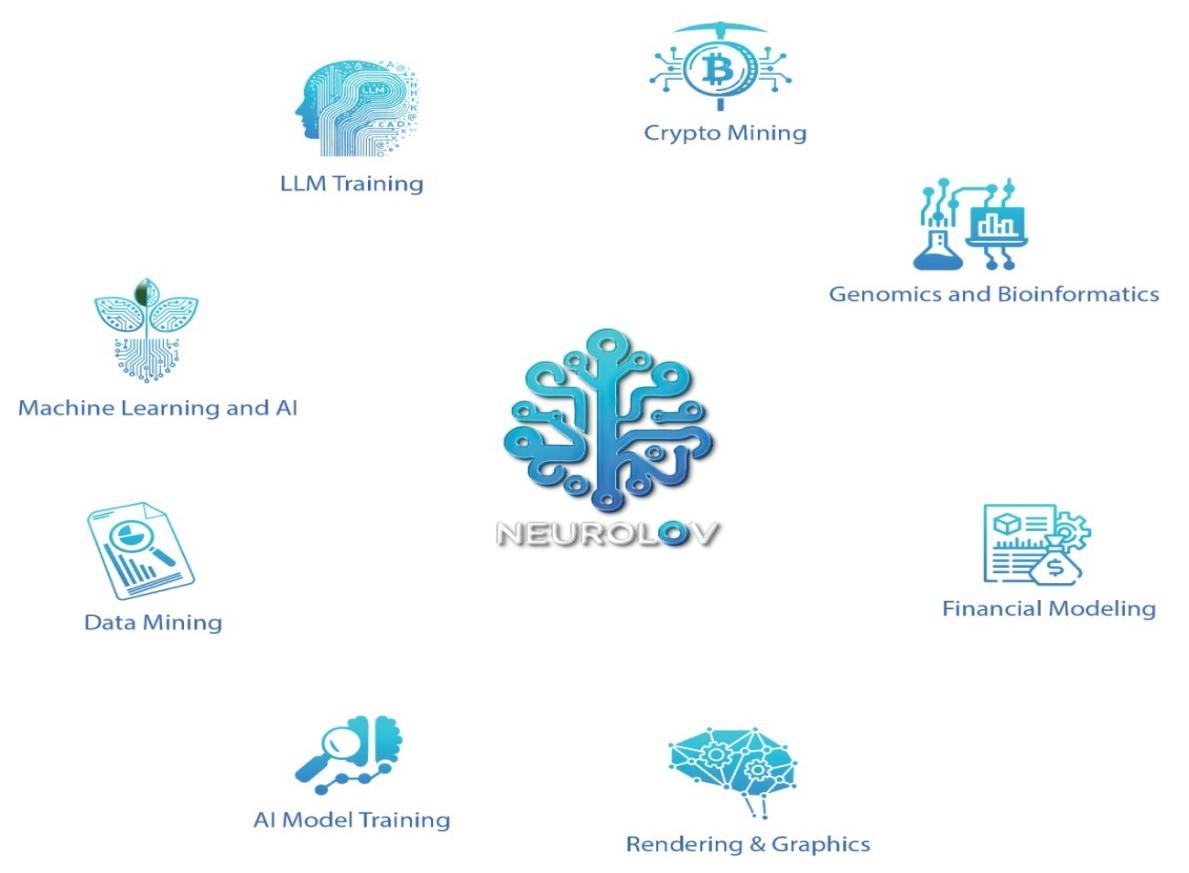 Crypto Mining
LLM
LLM Training
Genomics and Bioinformatics
Machine Learning and AI
NEUROLOV
Financial Modeling
Data Mining
AI Model Training
Rendering & Graphics